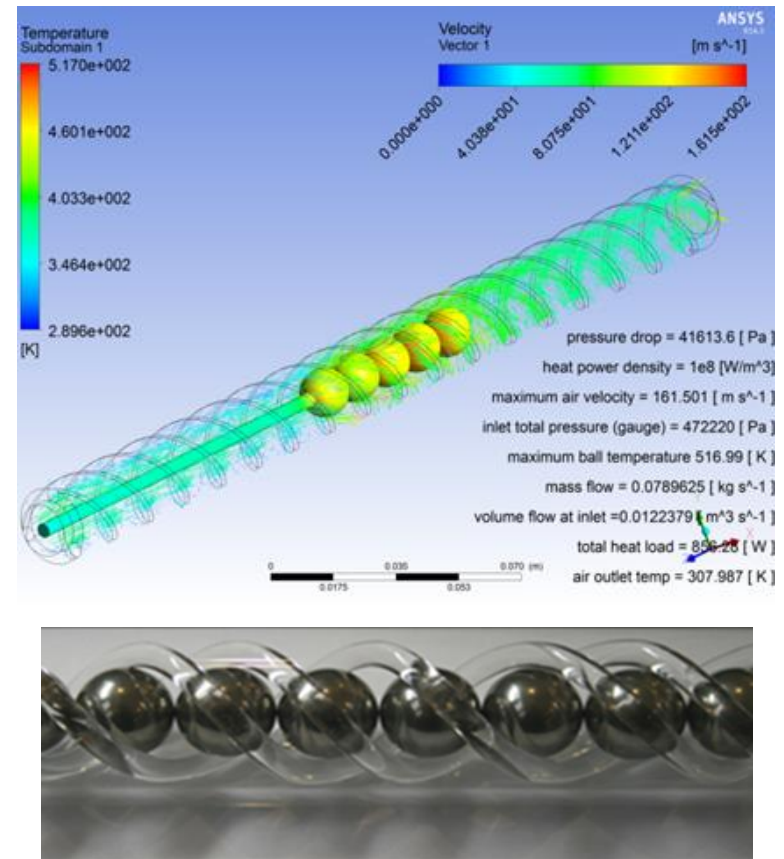 Temperature
Subdomain 1
5.170e+002
4.601e+002
4.033e+002
3.464e+002
2.896e+002
[K]
Velocity
Vector 1
[m s^-1]
0.000e+000
4.038e+001
8.075e+001
1.211e+002
1.615e+002
ANSYS
pressure drop = 41613.6 [ Pa ]
heat power density = 1e8 [W/m^3]
maximum air velocity = 161.501 [ m s^-1 ]
inlet total pressure (gauge) = 472220 [ Pa ]
maximum ball temperature 516.99 [ K ]
mass flow = 0.0789625 [ kg s^-1 ]
volume flow at inlet =0.0122379 [ m^3 s^-1 ]
total heat load = 856.28 [ W ]
air outlet temp = 307.987 [ K ]
0 0.035 0.070 (m)
0.0175 0.053